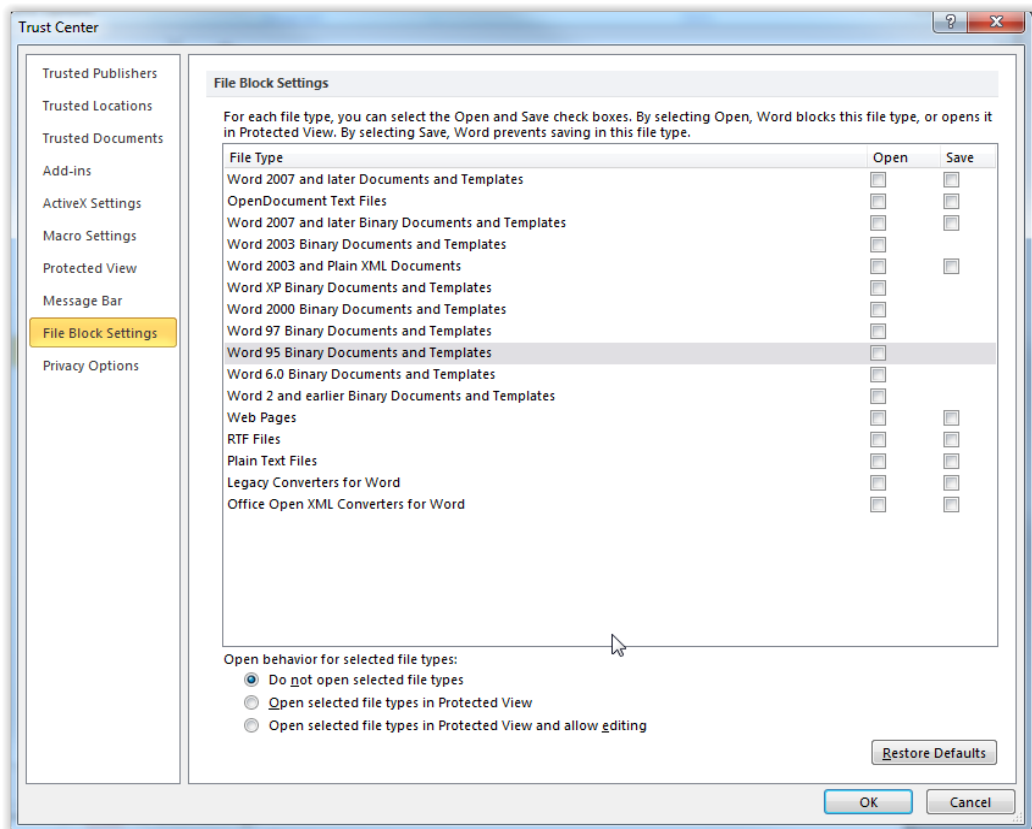 Trust Center
?
X
Trusted Publishers
Trusted Locations
Trusted Documents
Add-ins
ActiveX Settings
Macro Settings
Protected View
Message Bar
File Block Settings
Privacy Options
File Block Settings
For each file type, you can select the Open and Save check boxes. By selecting Open, Word blocks this file type, or opens it
in Protected View. By selecting Save, Word prevents saving in this file type.
File Type Open Save
Word 2007 and later Documents and Templates
OpenDocument Text Files
Word 2007 and later Binary Documents and Templates
Word 2003 Binary Documents and Templates
Word 2003 and Plain XML Documents
Word XP Binary Documents and Templates
Word 2000 Binary Documents and Templates
Word 97 Binary Documents and Templates
Word 95 Binary Documents and Templates
Word 6.0 Binary Documents and Templates
Word 2 and earlier Binary Documents and Templates
Web Pages
RTF Files
Plain Text Files
Legacy Converters for Word
Office Open XML Converters for Word
Open behavior for selected file types:
Do not open selected file types
Open selected file types in Protected View
Open selected file types in Protected View and allow editing
Restore Defaults
OK Cancel